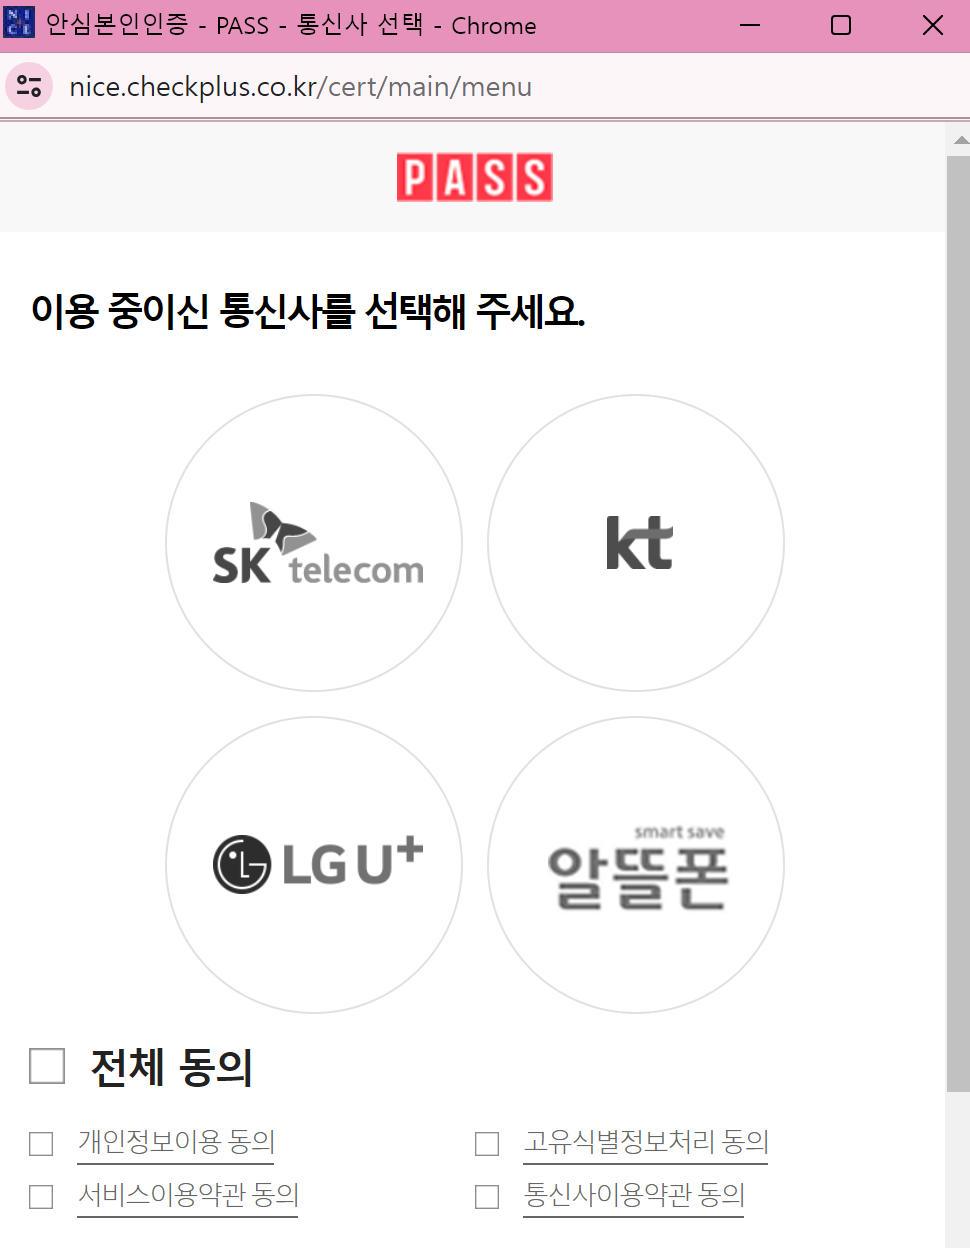 NICE 안심본인인증 - PASS - 통신사 선택 - Chrome
nice.checkplus.co.kr/cert/main/menu
PASS
이용 중이신 통신사를 선택해 주세요.
SK telecom
kt
LG U+
smart save
알뜰폰
전체 동의
개인정보이용 동의
고유식별정보처리 동의
서비스이용약관 동의
통신사이용약관 동의